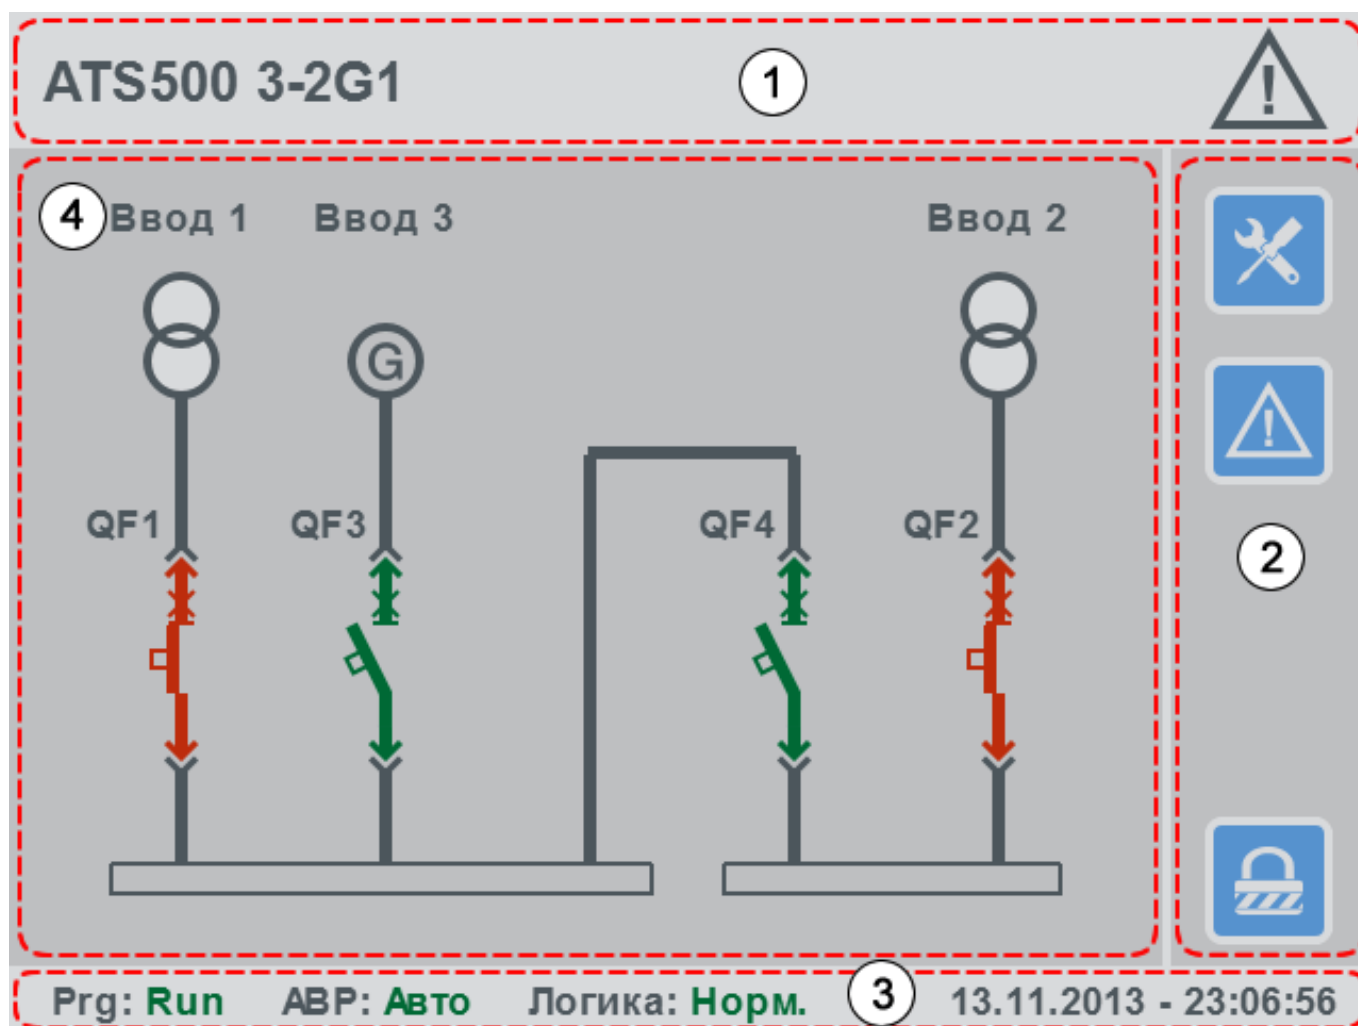 ATS500 3-2G1
1
4
Ввод 1
Ввод 3
Ввод 2
G
QF1
QF3
QF4
QF2
2
Prg: Run
АВР: Авто
Логика: Норм.
3
13.11.2013 - 23:06:56